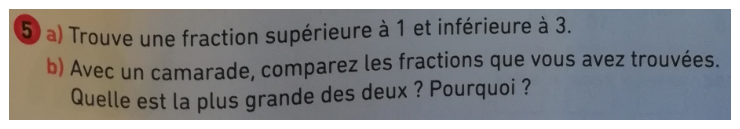 5 a) Trouve une fraction supérieure à 1 et inférieure à 3.
b) Avec un camarade, comparez les fractions que vous avez trouvées.
Quelle est la plus grande des deux ? Pourquoi ?